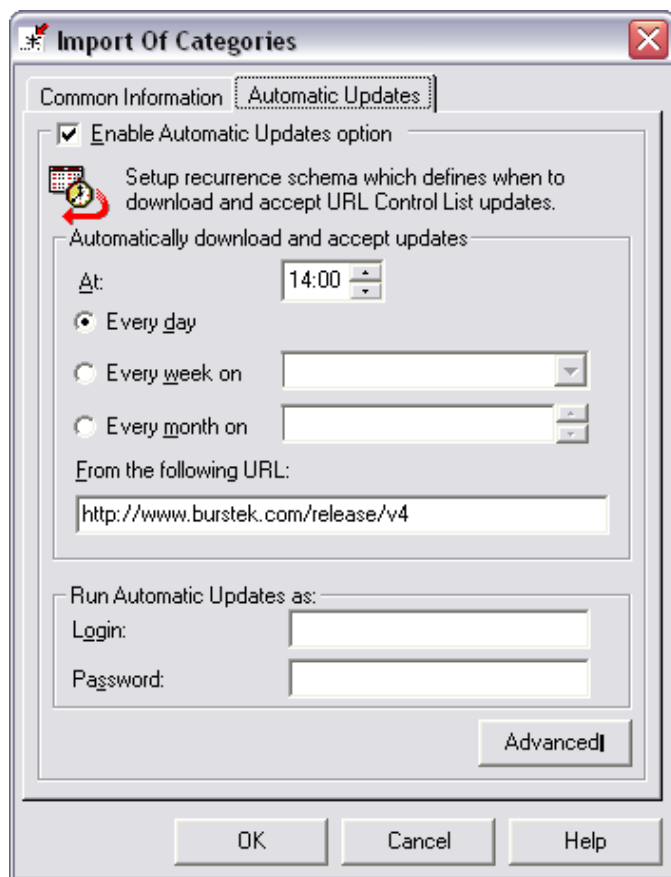 Import Of Categories
Common Information
Automatic Updates
Enable Automatic Updates option
Setup recurrence schema which defines when to
download and accept URL Control List updates.
Automatically download and accept updates
At:
14:00
Every day
Every week on
Every month on
From the following URL:
http://www.burstek.com/release/v4
Run Automatic Updates as:
Login:
Password:
Advanced
OK
Cancel
Help